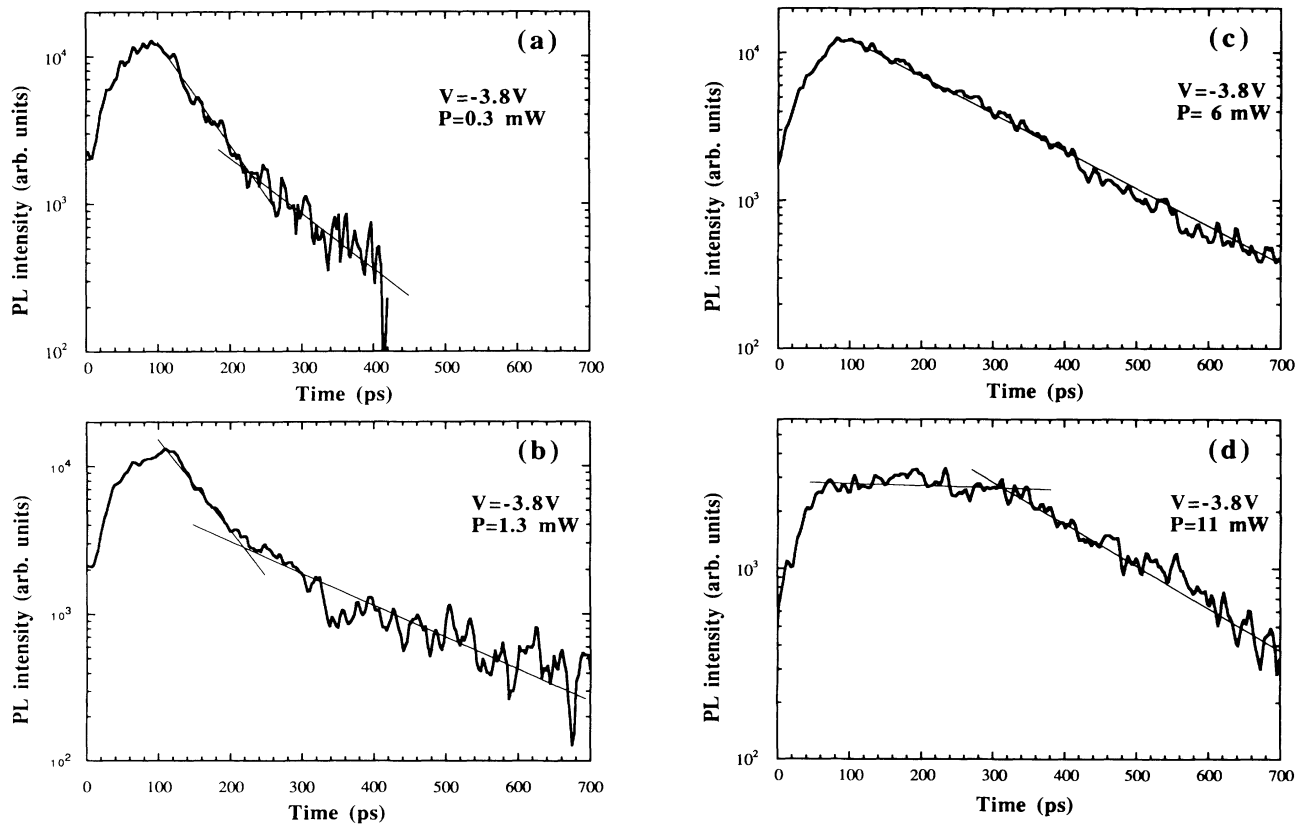 (a)
V=-3.8V
P=0.3 mW
PL intensity (arb. units)
10^4
10^3
10^2
0 100 200 300 400 500 600 700
Time (ps)
(b)
V=-3.8V
P=1.3 mW
PL intensity (arb. units)
10^4
10^3
10^2
0 100 200 300 400 500 600 700
Time (ps)
(c)
V=-3.8V
P= 6 mW
PL intensity (arb. units)
10^4
10^3
10^2
0 100 200 300 400 500 600 700
Time (ps)
(d)
V=-3.8V
P=11 mW
PL intensity (arb. units)
10^3
10^2
0 100 200 300 400 500 600 700
Time (ps)